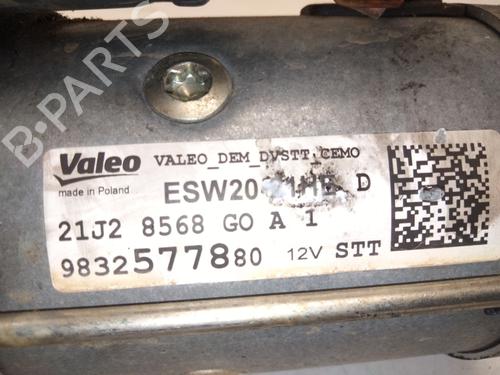 B-PARTS
Valeo VALEO_DEM_DVSTT_CEMO
made in Poland
D
21J2 8568 GO A 1
9832577880 12V STT